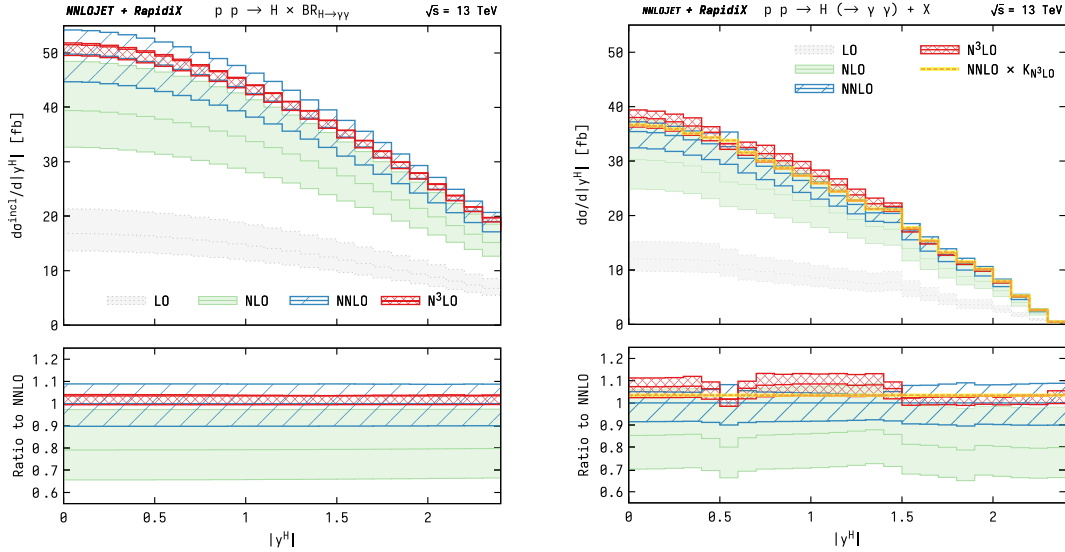 NNLOJET + RapidiX p p → H × BR_{H→γγ} √s = 13 TeV
dσ^{incl}/d|y^H| [fb]
50
40
30
20
10
0
LO NLO NNLO N³LO
Ratio to NNLO
1.2
1.1
1
0.9
0.8
0.7
0.6
0 0.5 1 1.5 2
|y^H|
NNLOJET + RapidiX p p → H (→ γ γ) + X √s = 13 TeV
dσ/d|y^H| [fb]
LO N³LO
NLO NNLO × K_{N³LO}
NNLO
50
40
30
20
10
0
Ratio to NNLO
1.2
1.1
1
0.9
0.8
0.7
0.6
0 0.5 1 1.5 2
|y^H|